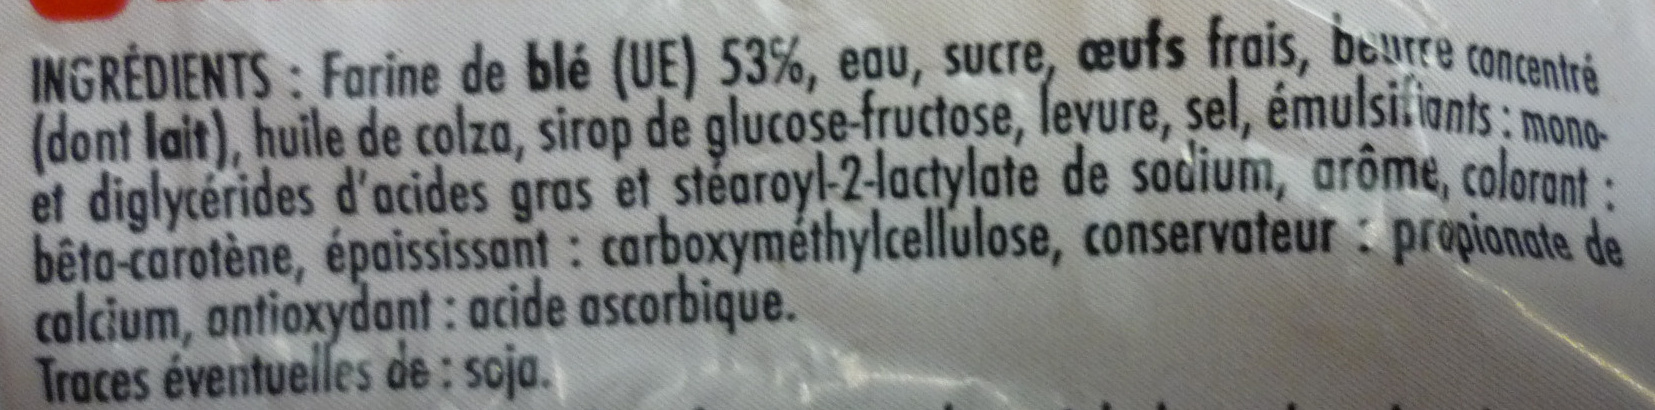 INGRÉDIENTS : Farine de blé (UE) 53%, eau, sucre, œufs frais, beurre concentré
(dont lait), huile de colza, sirop de glucose-fructose, levure, sel, émulsifiants : mono-
et diglycérides d'acides gras et stéaroyl-2-lactylate de sodium, arôme, colorant :
bêta-carotène, épaississant : carboxyméthylcellulose, conservateur : propionate de
calcium, antioxydant : acide ascorbique.
Traces éventuelles de : soja.